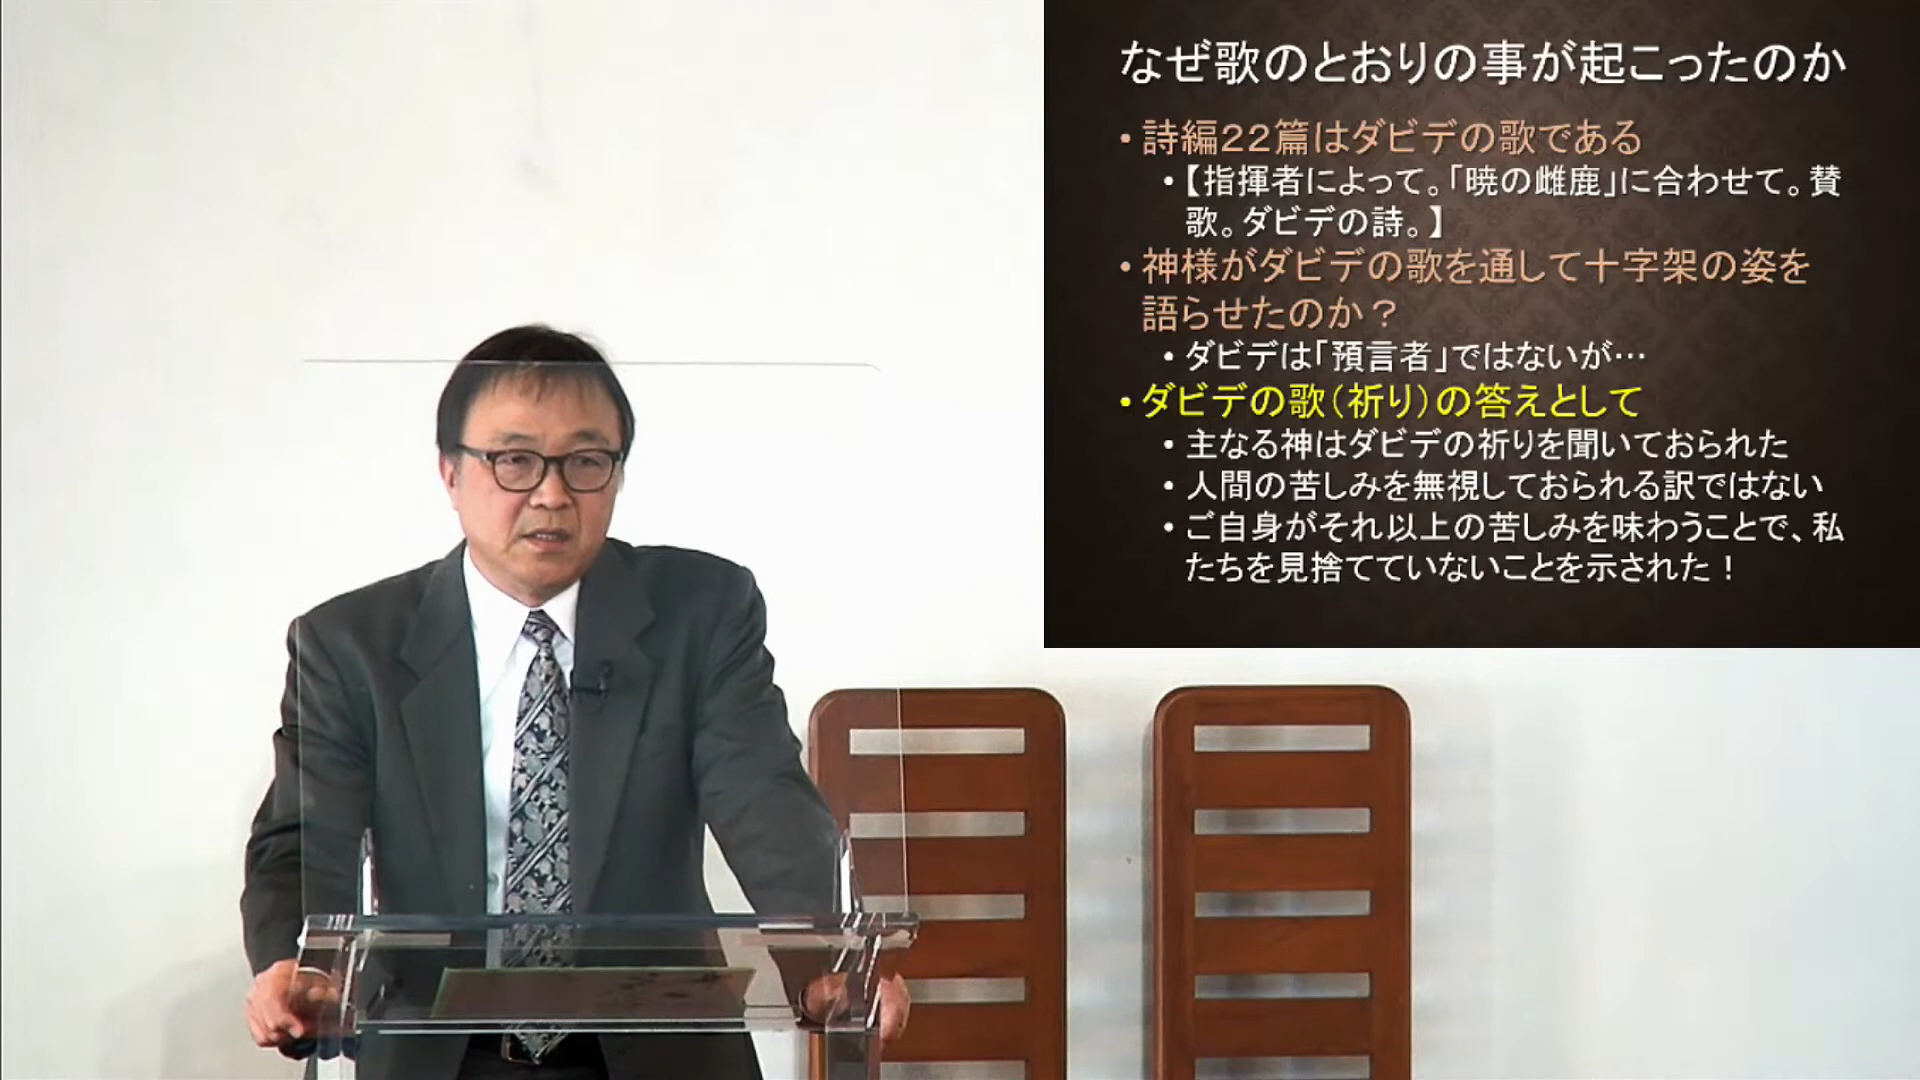 なぜ歌のとおりの事が起こったのか
• 詩編２２篇はダビデの歌である
• 【指揮者によって。「暁の雌鹿」に合わせて。賛
歌。ダビデの詩。】
• 神様がダビデの歌を通して十字架の姿を
語らせたのか？
• ダビデは「預言者」ではないが…
• ダビデの歌（祈り）の答えとして
• 主なる神はダビデの祈りを聞いておられた
• 人間の苦しみを無視しておられる訳ではない
• ご自身がそれ以上の苦しみを味わうことで、私
たちを見捨てていないことを示された！